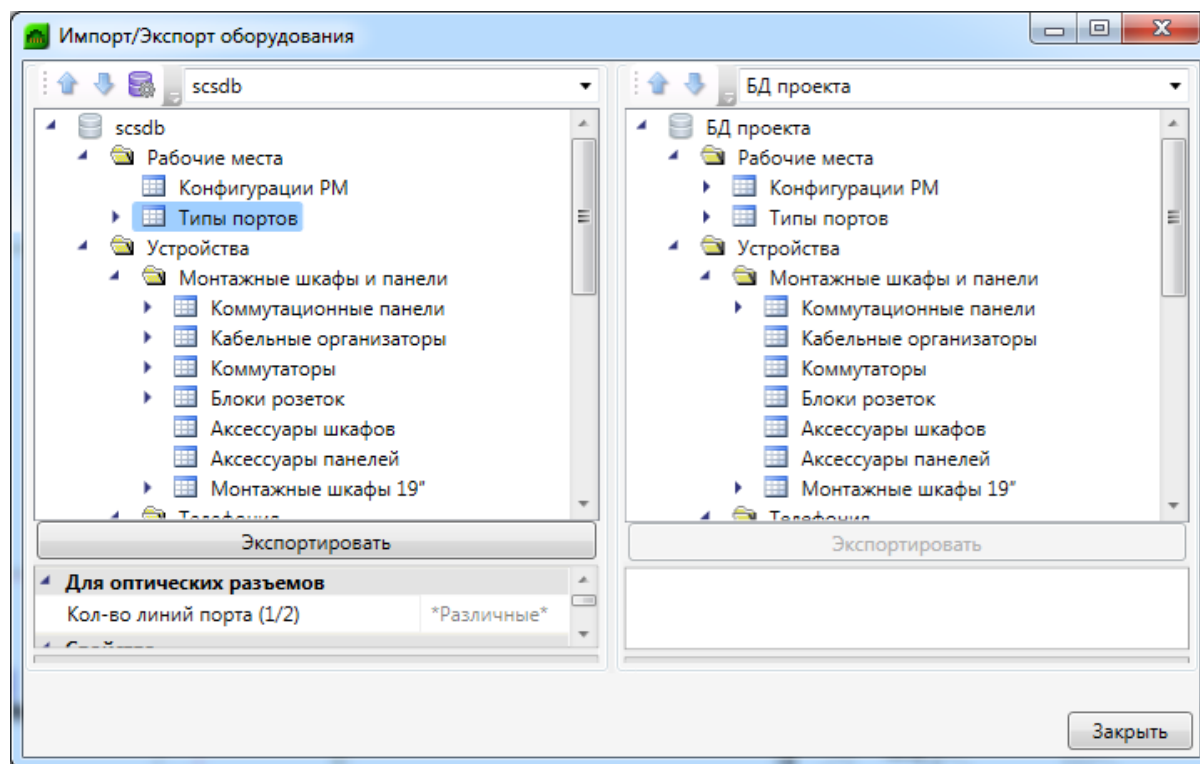 Импорт/Экспорт оборудования
scsdb
scsdb
Рабочие места
Конфигурации РМ
Типы портов
Устройства
Монтажные шкафы и панели
Коммутационные панели
Кабельные организаторы
Коммутаторы
Блоки розеток
Аксессуары шкафов
Аксессуары панелей
Монтажные шкафы 19"
Телефония
Экспортировать
Для оптических разъемов
Кол-во линий порта (1/2) *Различные*
Свойства
БД проекта
БД проекта
Рабочие места
Конфигурации РМ
Типы портов
Устройства
Монтажные шкафы и панели
Коммутационные панели
Кабельные организаторы
Коммутаторы
Блоки розеток
Аксессуары шкафов
Аксессуары панелей
Монтажные шкафы 19"
Телефония
Экспортировать
Закрыть